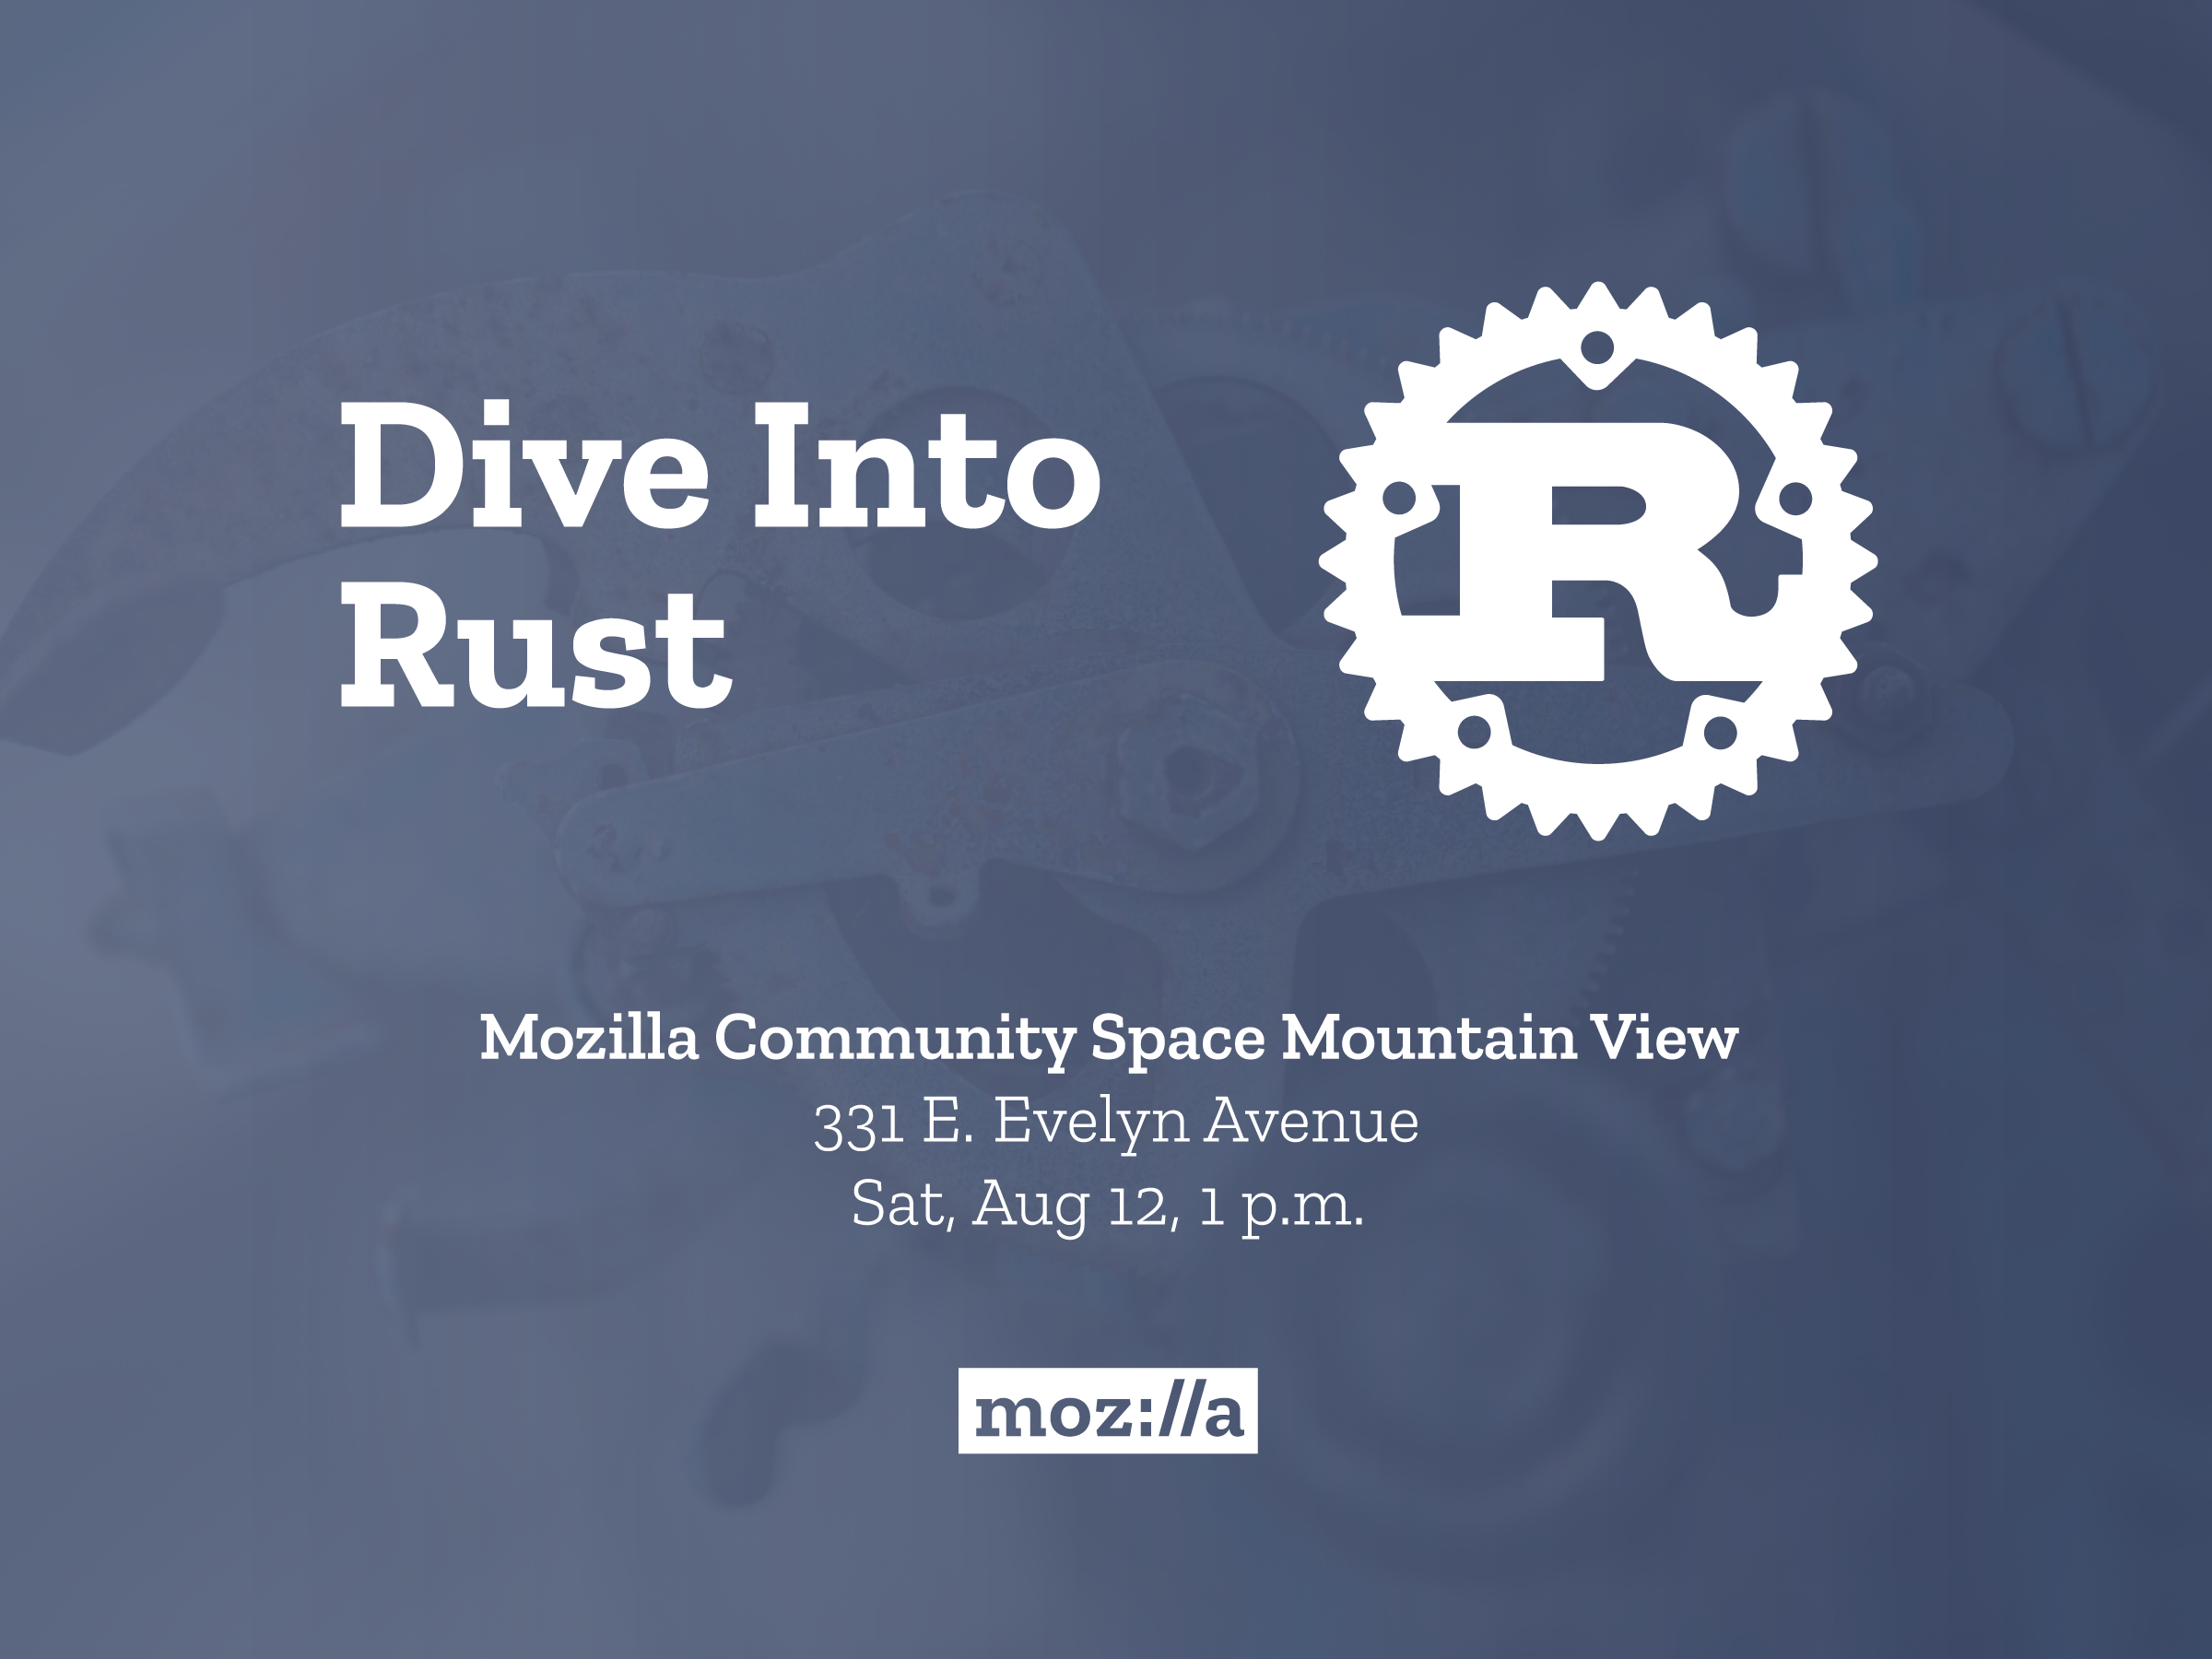 Dive Into
Rust
R
Mozilla Community Space Mountain View
331 E. Evelyn Avenue
Sat, Aug 12, 1 p.m.
moz://a